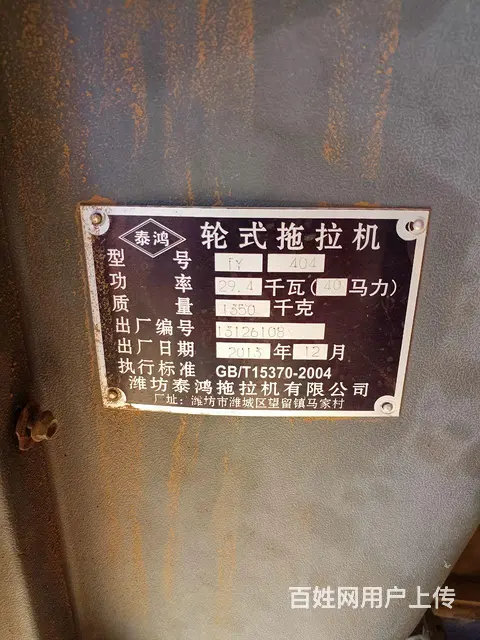 泰鸿 轮式拖拉机
型号 TY 404
功率 29.4 千瓦(40马力)
质量 1350 千克
出厂编号 13126108
出厂日期 2013 年 12 月
执行标准 GB/T15370-2004
潍坊泰鸿拖拉机有限公司
厂址:潍坊市潍城区望留镇马家村
百姓网用户上传